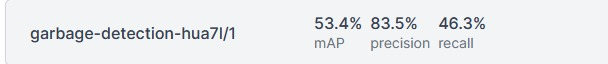 garbage-detection-hua7l/1
53.4% 83.5% 46.3%
mAP precision recall